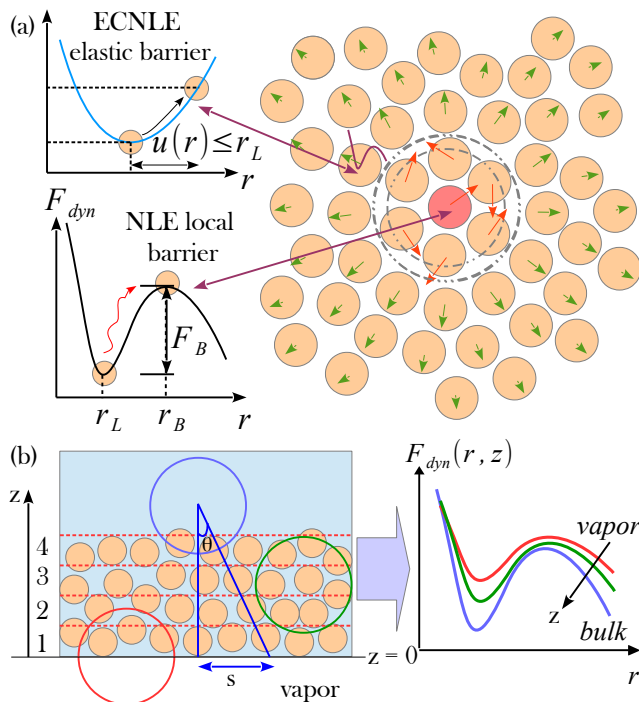 (a)
ECNLE
elastic barrier
u(r)≤r_L
r
F_dyn
NLE local
barrier
F_B
r_L
r_B
r
(b)
z
4
3
2
1
θ
s
vapor
z = 0
F_dyn(r, z)
vapor
z
bulk
0
r